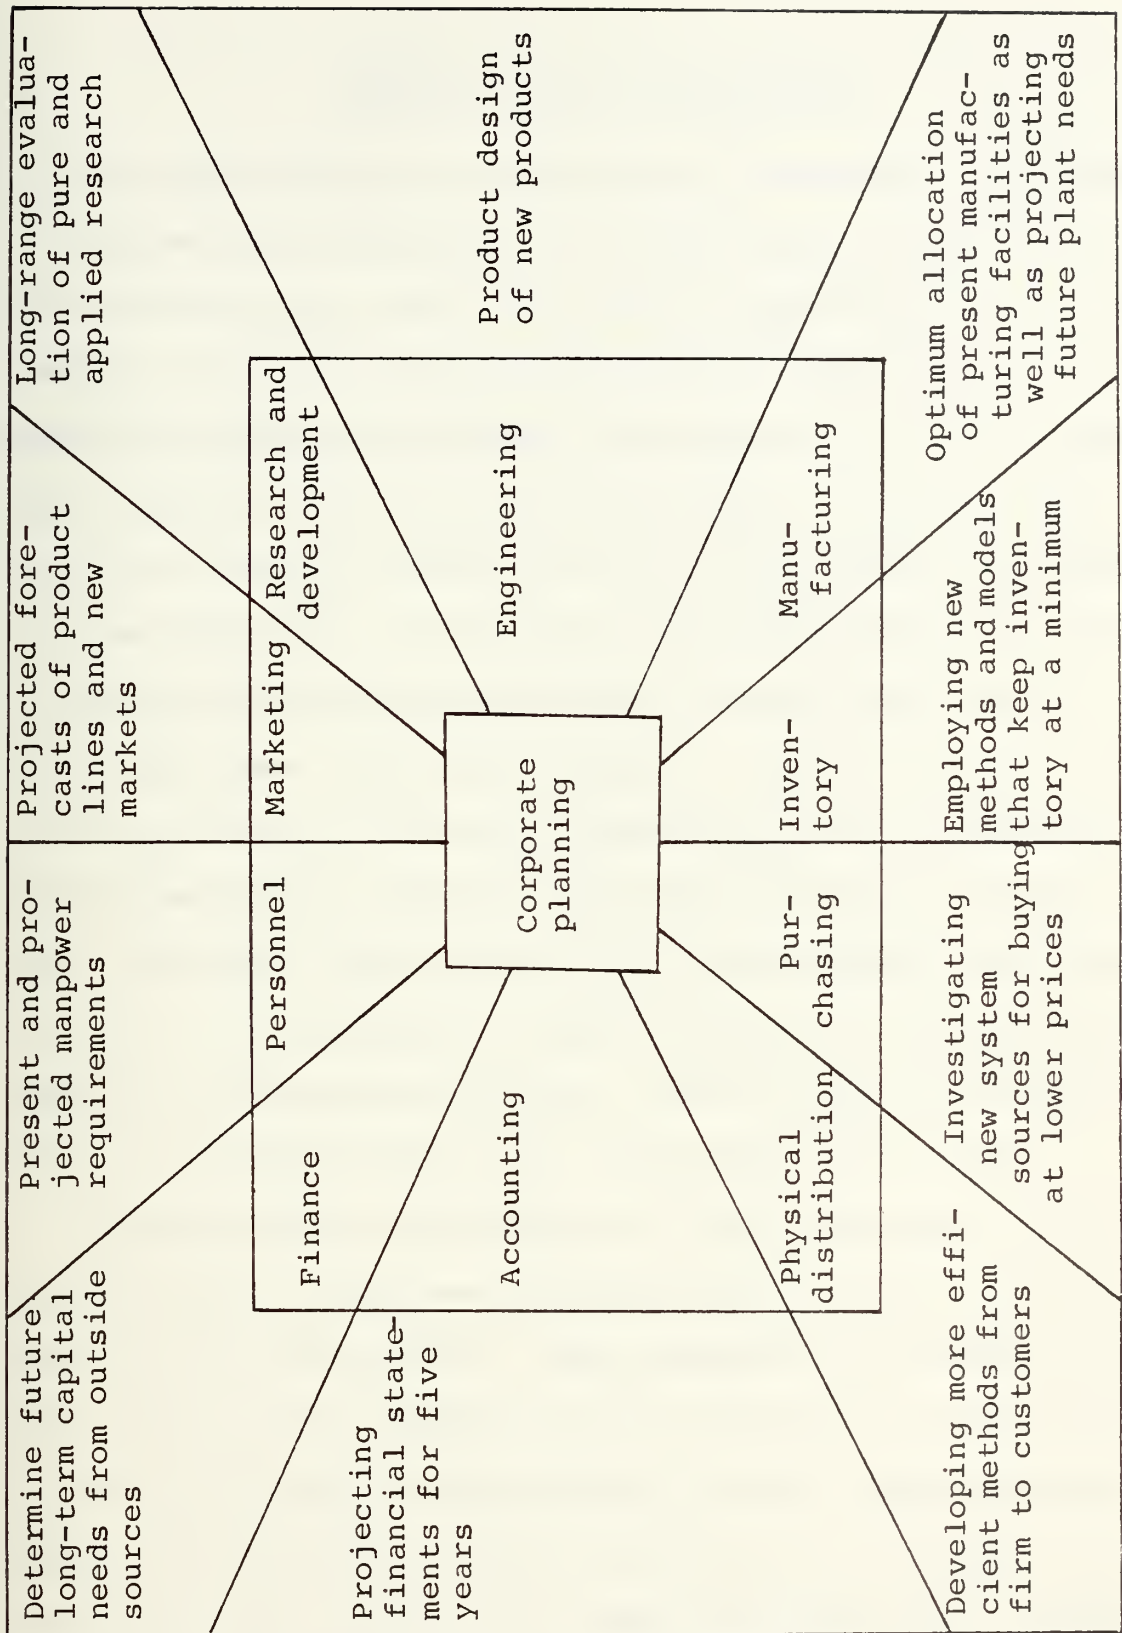 Determine future
long-term capital
needs from outside
sources
Present and pro-
jected manpower
requirements
Projected fore-
casts of product
lines and new
markets
Long-range evalua-
tion of pure and
applied research
Finance
Personnel
Marketing
Research and
development
Projecting
financial state-
ments for five
years
Accounting
Corporate
planning
Engineering
Product design
of new products
Physical
distribution
Pur-
chasing
Inven-
tory
Manu-
facturing
Developing more effi-
cient methods from
firm to customers
Investigating
new system
sources for buying
at lower prices
Employing new
methods and models
that keep inven-
tory at a minimum
Optimum allocation
of present manufac-
turing facilities as
well as projecting
future plant needs